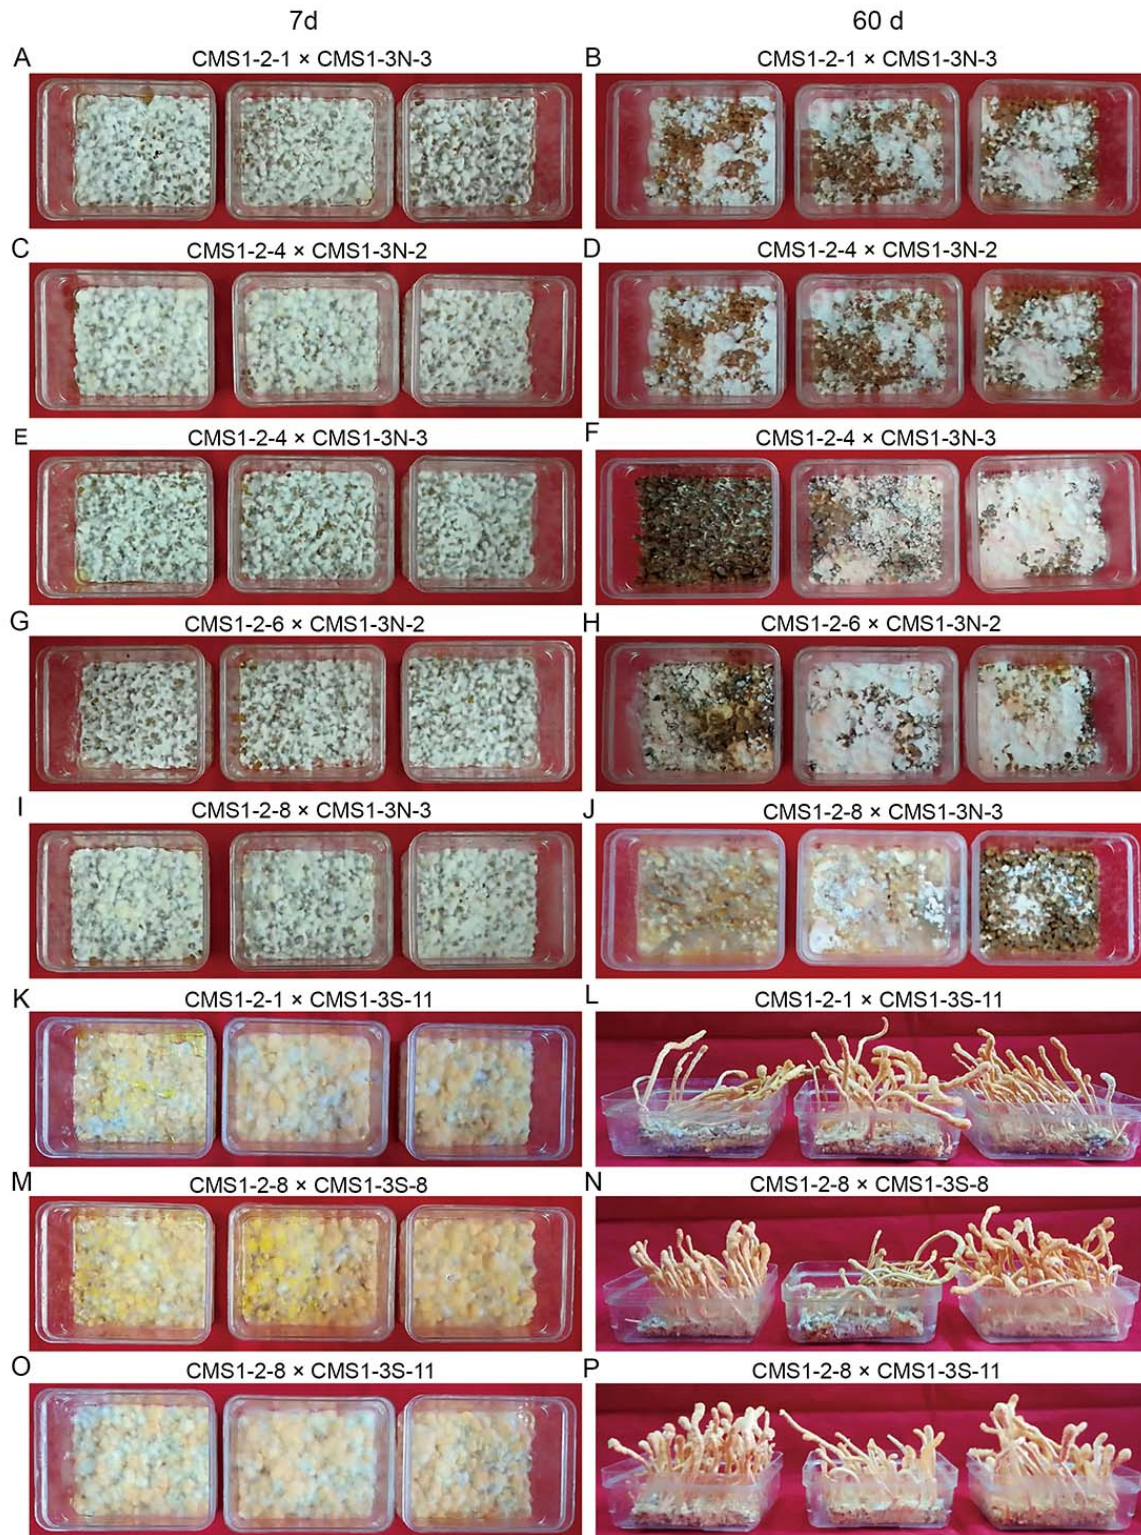 7d 60 d
A CMS1-2-1 × CMS1-3N-3 B CMS1-2-1 × CMS1-3N-3
C CMS1-2-4 × CMS1-3N-2 D CMS1-2-4 × CMS1-3N-2
E CMS1-2-4 × CMS1-3N-3 F CMS1-2-4 × CMS1-3N-3
G CMS1-2-6 × CMS1-3N-2 H CMS1-2-6 × CMS1-3N-2
I CMS1-2-8 × CMS1-3N-3 J CMS1-2-8 × CMS1-3N-3
K CMS1-2-1 × CMS1-3S-11 L CMS1-2-1 × CMS1-3S-11
M CMS1-2-8 × CMS1-3S-8 N CMS1-2-8 × CMS1-3S-8
O CMS1-2-8 × CMS1-3S-11 P CMS1-2-8 × CMS1-3S-11